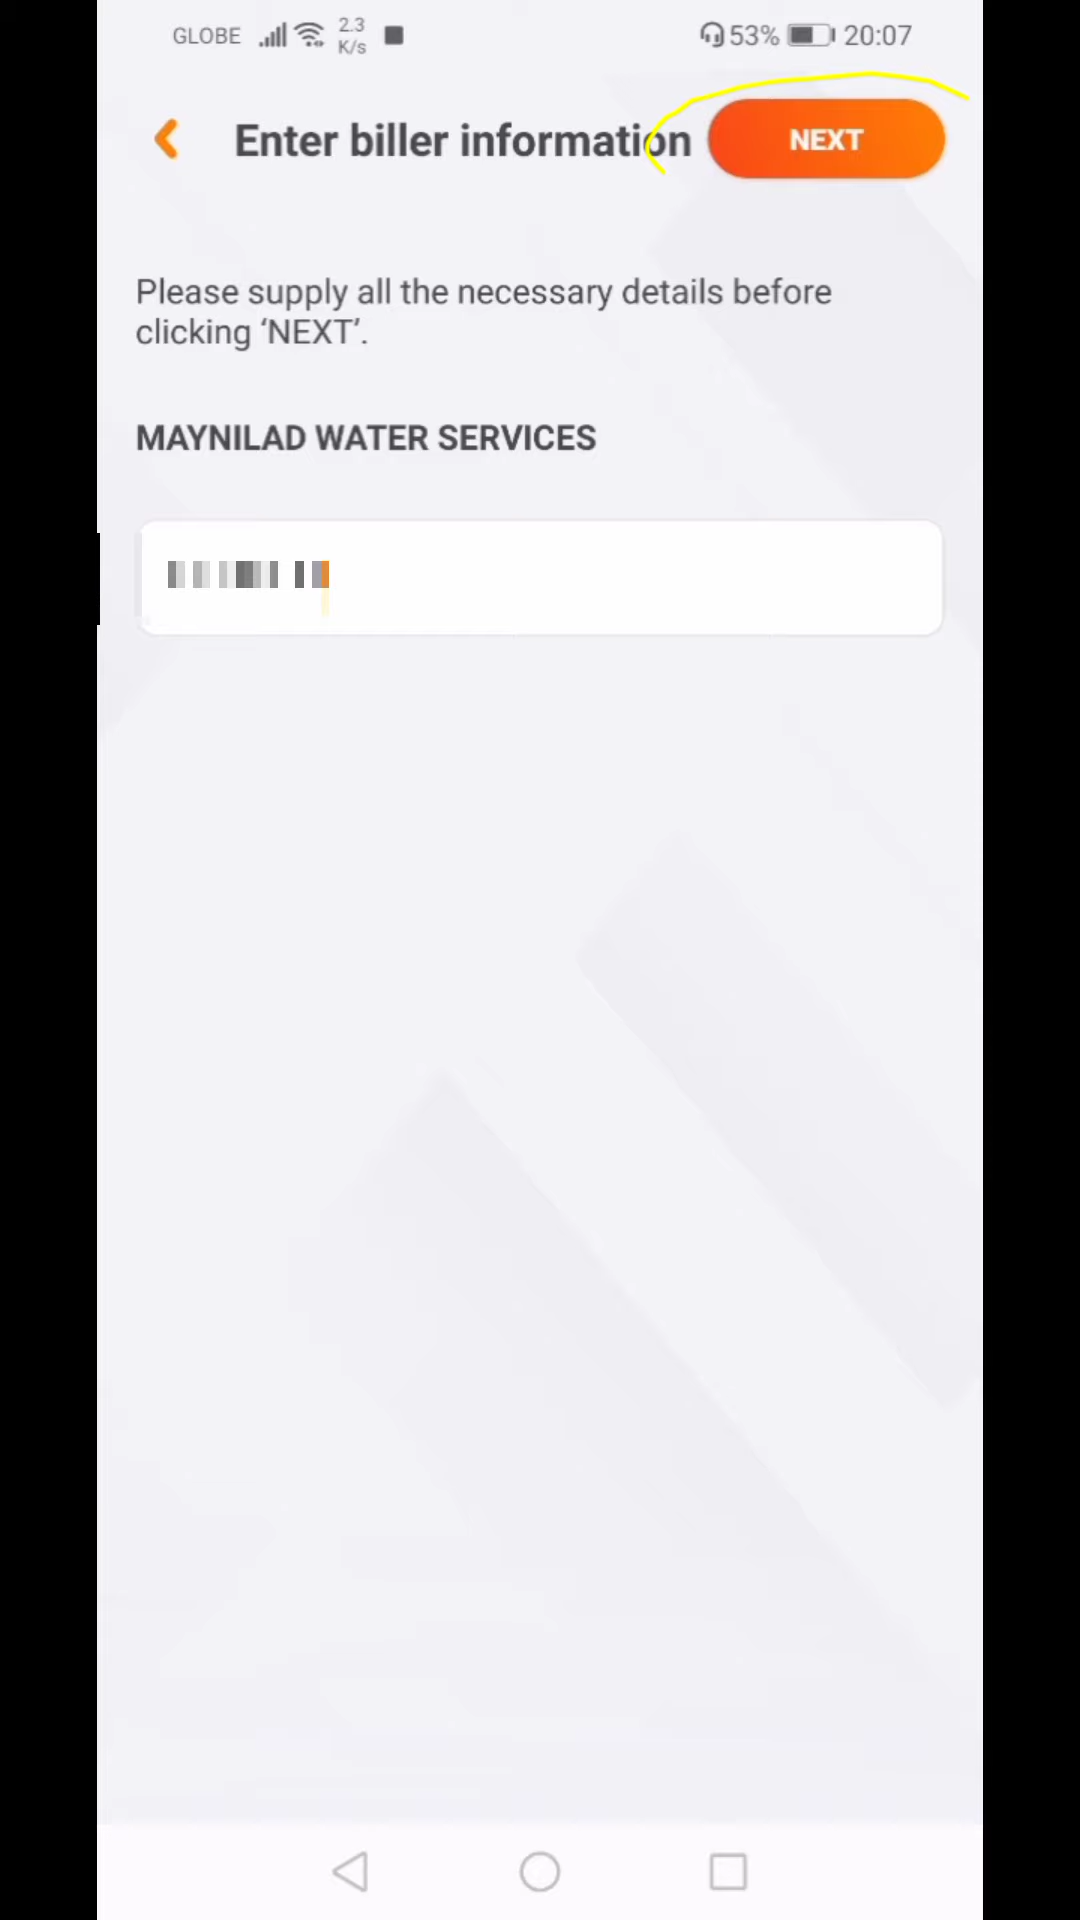 GLOBE 2.3 K/s 53% 20:07
Enter biller information NEXT
Please supply all the necessary details before
clicking ‘NEXT’.
MAYNILAD WATER SERVICES